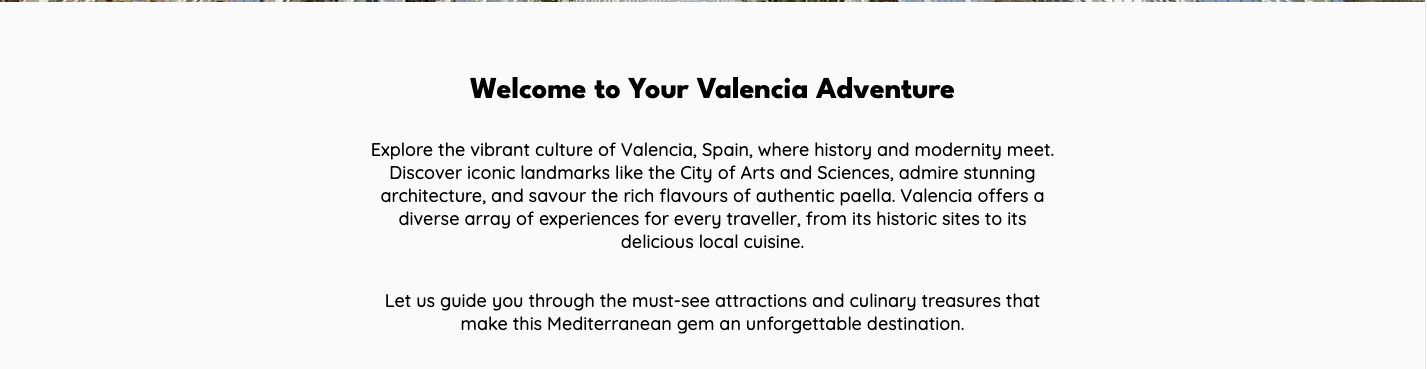 Welcome to Your Valencia Adventure
Explore the vibrant culture of Valencia, Spain, where history and modernity meet.
Discover iconic landmarks like the City of Arts and Sciences, admire stunning
architecture, and savour the rich flavours of authentic paella. Valencia offers a
diverse array of experiences for every traveller, from its historic sites to its
delicious local cuisine.
Let us guide you through the must-see attractions and culinary treasures that
make this Mediterranean gem an unforgettable destination.